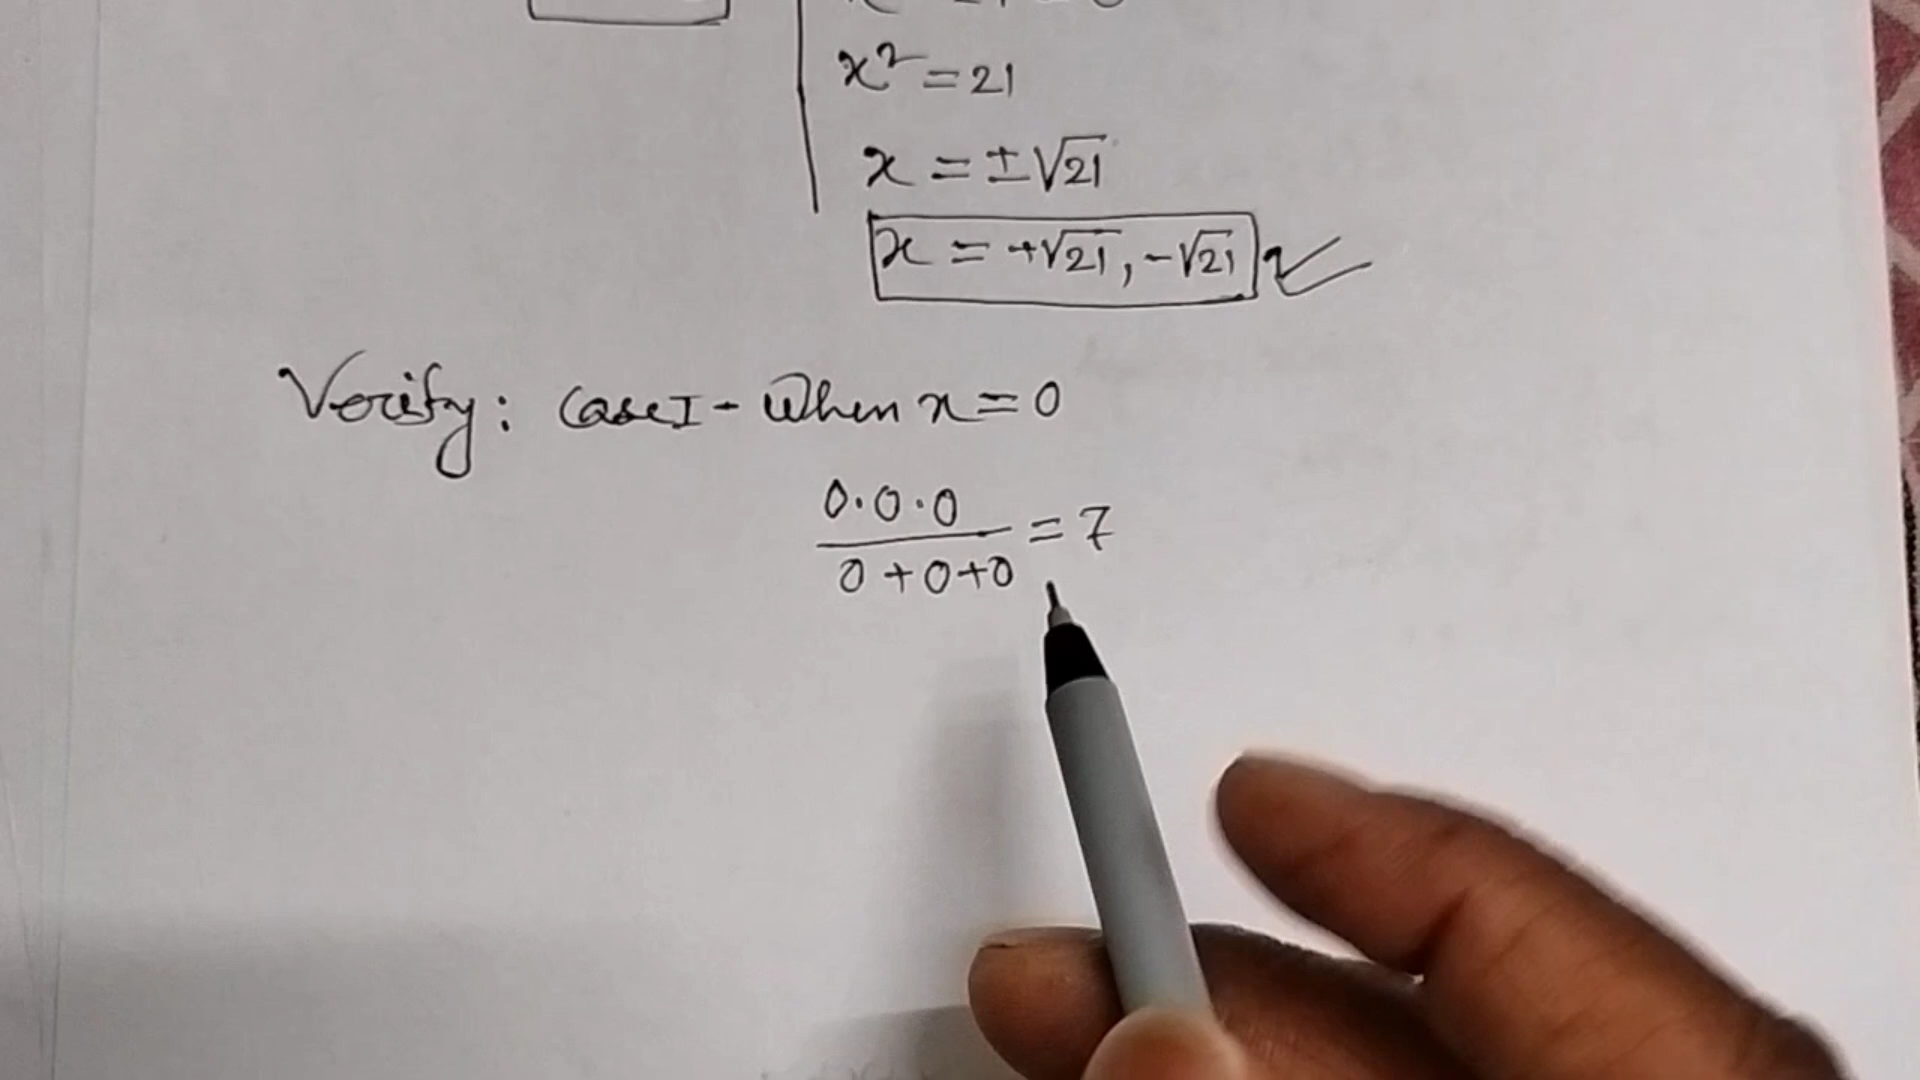 x² = 21
x = ±√21
x = +√21, -√21
Verify: Case I - When x = 0
0·0·0 / 0+0+0 = 7